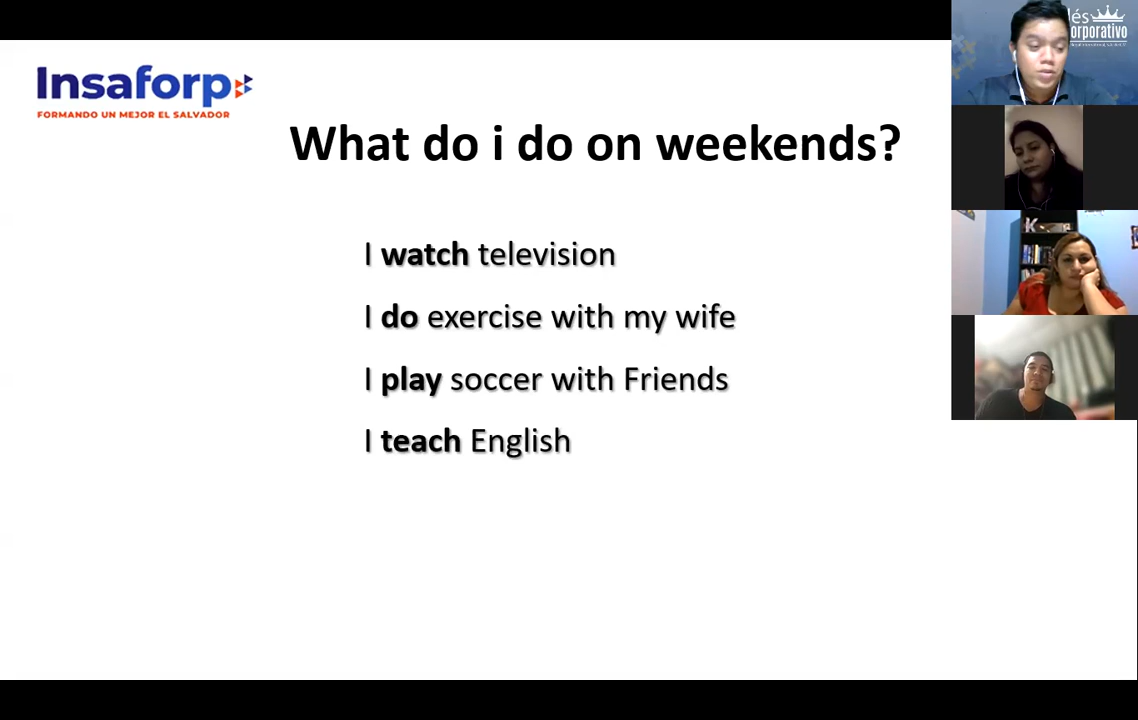 Insaforp
FORMANDO UN MEJOR EL SALVADOR
What do i do on weekends?
I watch television
I do exercise with my wife
I play soccer with Friends
I teach English
és
orporativo
K